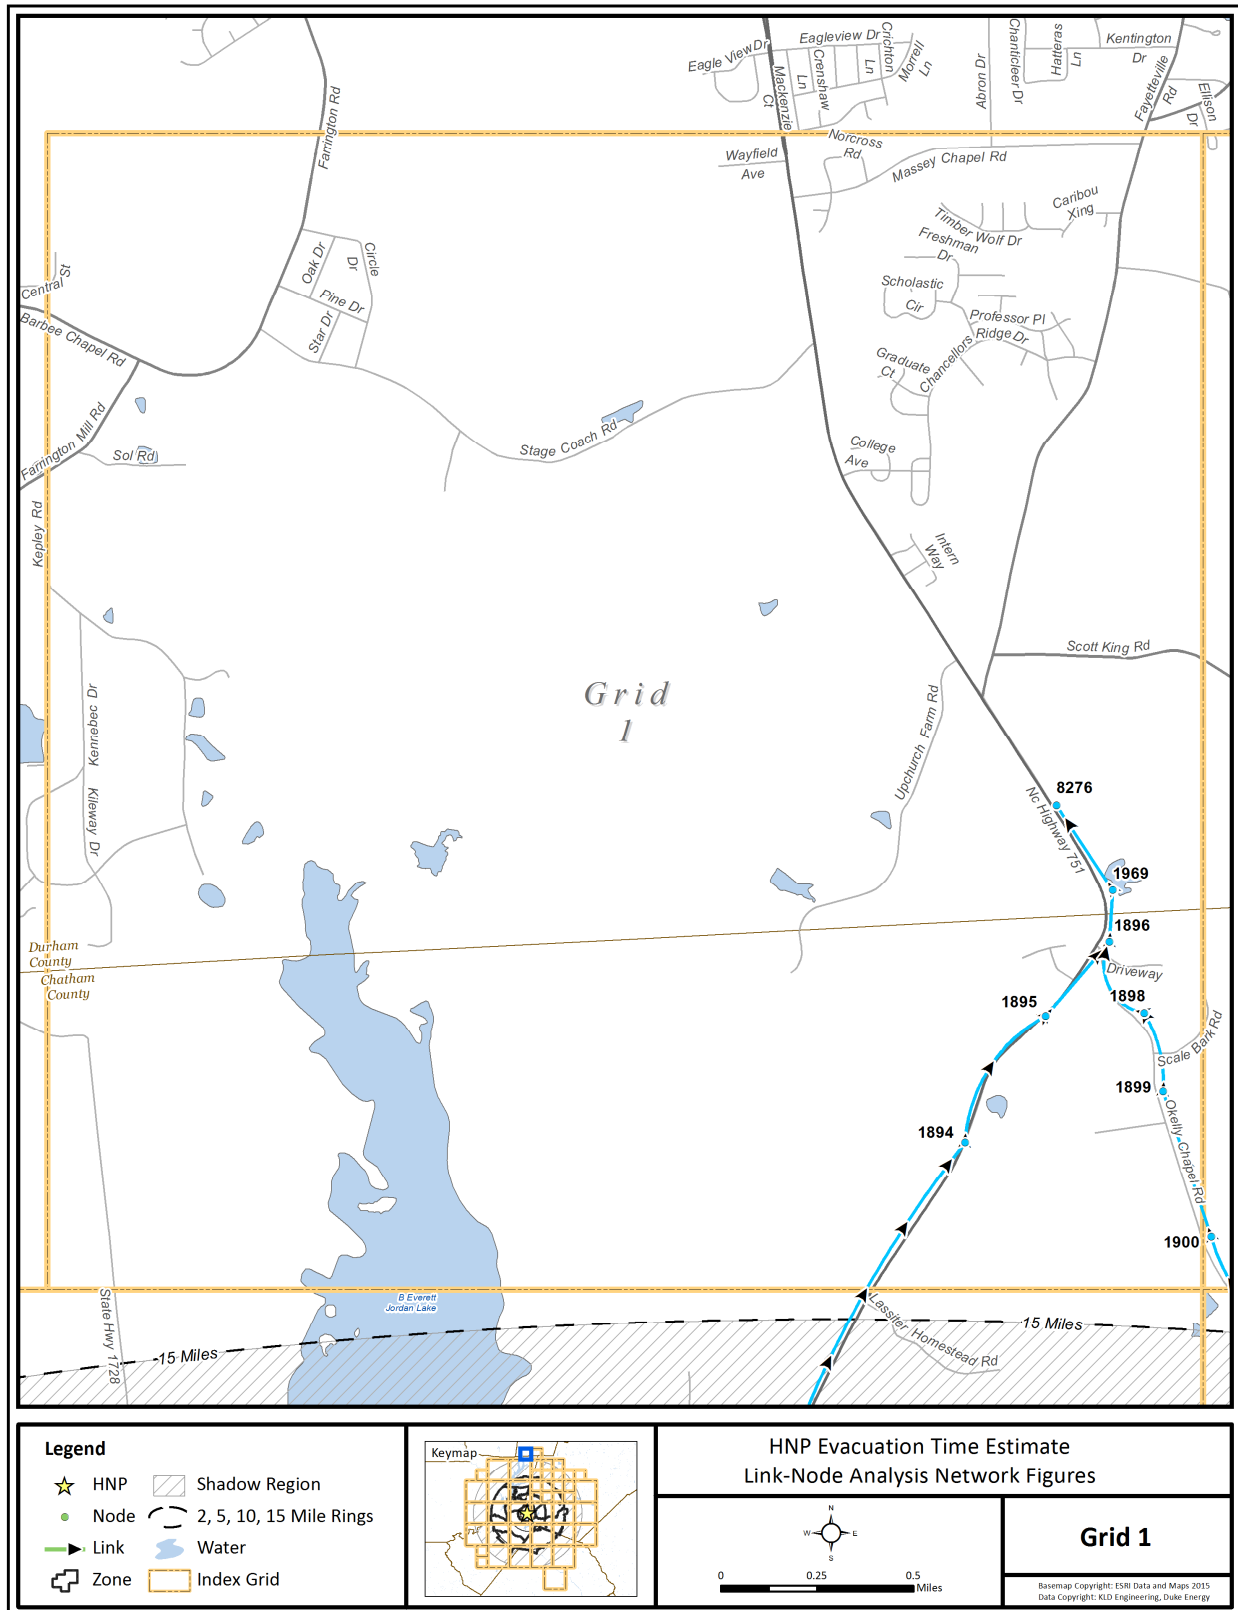 Eagleview Dr
Eagle View Dr
Mackenzie
Ct
Crenshaw
Ln
Crichton
Ln
Morrell
Ln
Abron Dr
Chanticleer Dr
Hatteras
Ln
Kentington
Dr
Fayetteville
Rd
Ellison
Dr
Farrington Rd
Wayfield
Ave
Norcross
Rd
Massey Chapel Rd
Caribou
Xing
Timber Wolf Dr
Freshman
Dr
Scholastic
Cir
Professor Pl
Ridge Dr
Chancellors
Graduate
Ct
College
Ave
Intern
Way
Oak Dr
Circle
Dr
Pine Dr
Star Dr
Central St
Barbee Chapel Rd
Farrington Mill Rd
Sol Rd
Stage Coach Rd
Kepley Rd
Scott King Rd
Grid
1
Kenrebec Dr
Kileway Dr
Upchurch Farm Rd
Nc Highway 751
8276
1969
1896
Durham
County
Chatham
County
Driveway
1895
1898
Scale Bark Rd
1899
1894
Okelly Chapel Rd
1900
State Hwy 1728
B Everett
Jordan Lake
Lassiter Homestead Rd
15 Miles
15 Miles
Legend
HNP
Shadow Region
Node
2, 5, 10, 15 Mile Rings
Link
Water
Zone
Index Grid
Keymap
HNP Evacuation Time Estimate
Link-Node Analysis Network Figures
N
W
E
S
0
0.25
0.5
Miles
Grid 1
Basemap Copyright: ESRI Data and Maps 2015
Data Copyright: KLD Engineering, Duke Energy